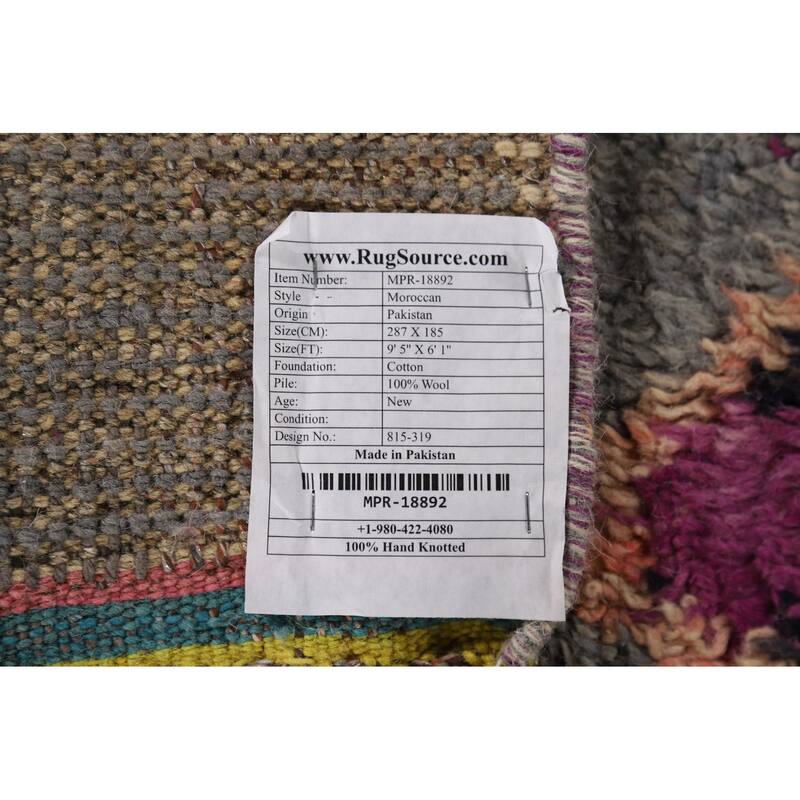 www.RugSource.com
Item Number: MPR-18892
Style Moroccan
Origin Pakistan
Size(CM): 287 X 185
Size(FT): 9' 5" X 6' 1"
Foundation: Cotton
Pile: 100% Wool
Age: New
Condition:
Design No.: 815-319
Made in Pakistan
MPR-18892
+1-980-422-4080
100% Hand Knotted